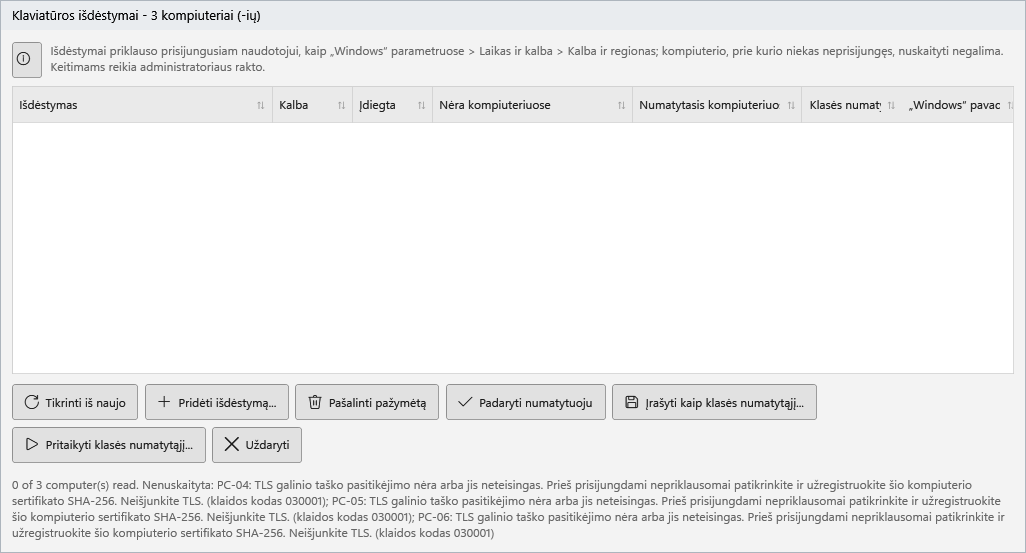 Klaviatūros išdėstymai - 3 kompiuteriai (-ių)
Išdėstymai priklauso prisijungusiam naudotojui, kaip „Windows“ parametruose > Laikas ir kalba > Kalba ir regionas; kompiuterio, prie kurio niekas neprisijungęs, nuskaityti negalima.
Keitimams reikia administratoriaus rakto.
Išdėstymas Kalba Įdiegta Nėra kompiuteriuose Numatytasis kompiuteriuo Klasės numaty „Windows“ pavac
Tikrinti iš naujo Pridėti išdėstymą... Pašalinti pažymėtą Padaryti numatytuoju Įrašyti kaip klasės numatytąjį...
Pritaikyti klasės numatytąjį... Uždaryti
0 of 3 computer(s) read. Nenuskaityta: PC-04: TLS galinio taško pasitikėjimo nėra arba jis neteisingas. Prieš prisijungdami nepriklausomai patikrinkite ir užregistruokite šio kompiuterio
sertifikato SHA-256. Neišjunkite TLS. (klaidos kodas 030001); PC-05: TLS galinio taško pasitikėjimo nėra arba jis neteisingas. Prieš prisijungdami nepriklausomai patikrinkite ir užregistruokite
šio kompiuterio sertifikato SHA-256. Neišjunkite TLS. (klaidos kodas 030001); PC-06: TLS galinio taško pasitikėjimo nėra arba jis neteisingas. Prieš prisijungdami nepriklausomai patikrinkite ir
užregistruokite šio kompiuterio sertifikato SHA-256. Neišjunkite TLS. (klaidos kodas 030001)